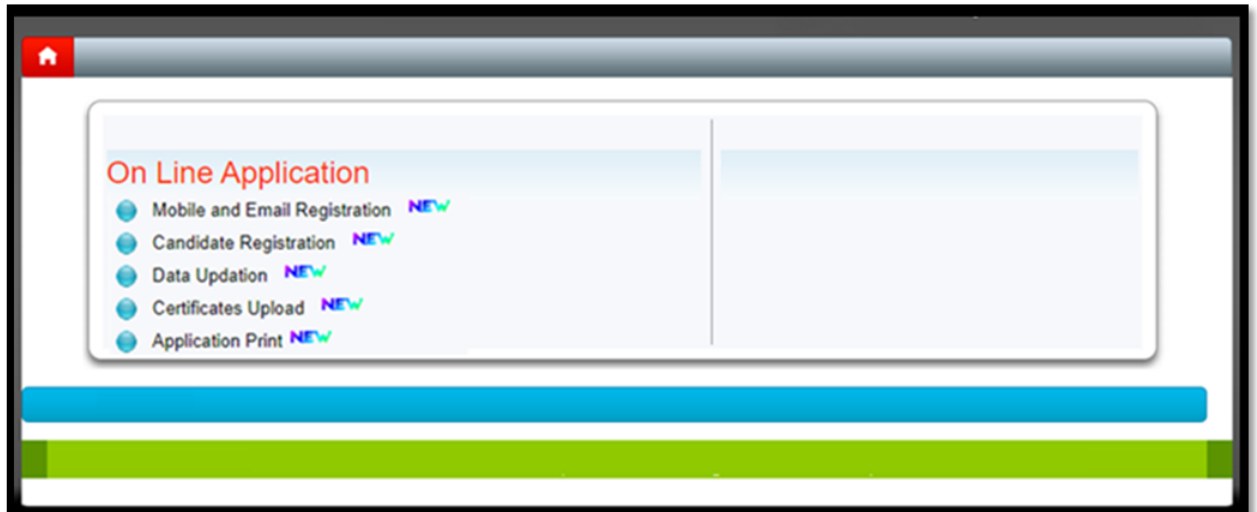 On Line Application
Mobile and Email Registration NEW
Candidate Registration NEW
Data Updation NEW
Certificates Upload NEW
Application Print NEW